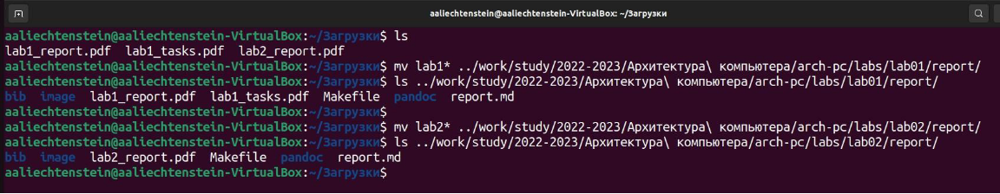 aaliechtenstein@aaliechtenstein-VirtualBox: ~/Загрузки
aaliechtenstein@aaliechtenstein-VirtualBox:~/Загрузки$ ls
lab1_report.pdf  lab1_tasks.pdf  lab2_report.pdf
aaliechtenstein@aaliechtenstein-VirtualBox:~/Загрузки$ mv lab1* ../work/study/2022-2023/Архитектура\ компьютера/arch-pc/labs/lab01/report/
aaliechtenstein@aaliechtenstein-VirtualBox:~/Загрузки$ ls ../work/study/2022-2023/Архитектура\ компьютера/arch-pc/labs/lab01/report/
bib  image  lab1_report.pdf  lab1_tasks.pdf  Makefile  pandoc  report.md
aaliechtenstein@aaliechtenstein-VirtualBox:~/Загрузки$
aaliechtenstein@aaliechtenstein-VirtualBox:~/Загрузки$ mv lab2* ../work/study/2022-2023/Архитектура\ компьютера/arch-pc/labs/lab02/report/
aaliechtenstein@aaliechtenstein-VirtualBox:~/Загрузки$ ls ../work/study/2022-2023/Архитектура\ компьютера/arch-pc/labs/lab02/report/
bib  image  lab2_report.pdf  Makefile  pandoc  report.md
aaliechtenstein@aaliechtenstein-VirtualBox:~/Загрузки$